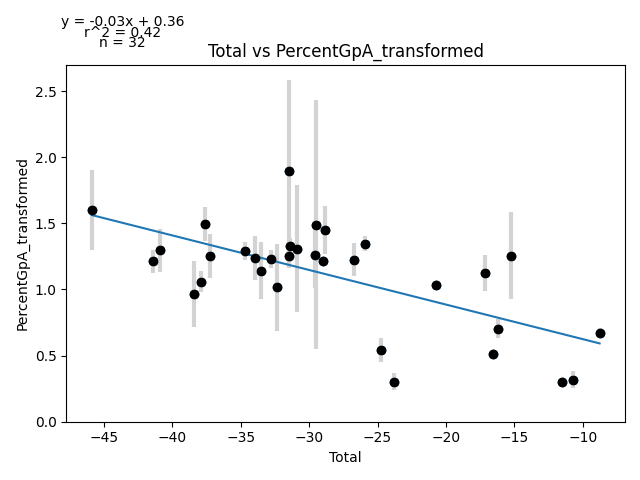 y = -0.03x + 0.36
r^2 = 0.42
n = 32
Total vs PercentGpA_transformed
PercentGpA_transformed
2.5
2.0
1.5
1.0
0.5
0.0
−45 −40 −35 −30 −25 −20 −15 −10
Total